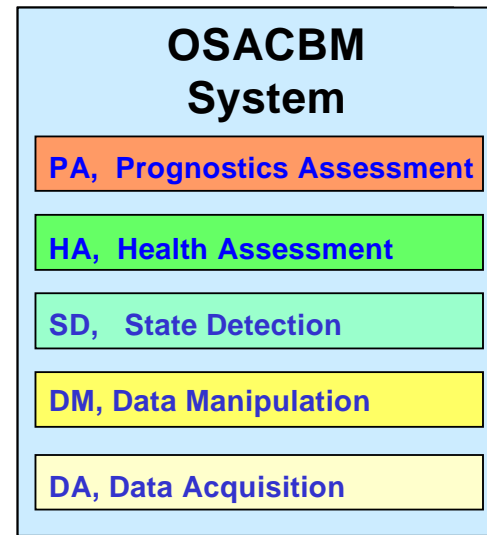 OSACBM
System
PA, Prognostics Assessment
HA, Health Assessment
SD, State Detection
DM, Data Manipulation
DA, Data Acquisition